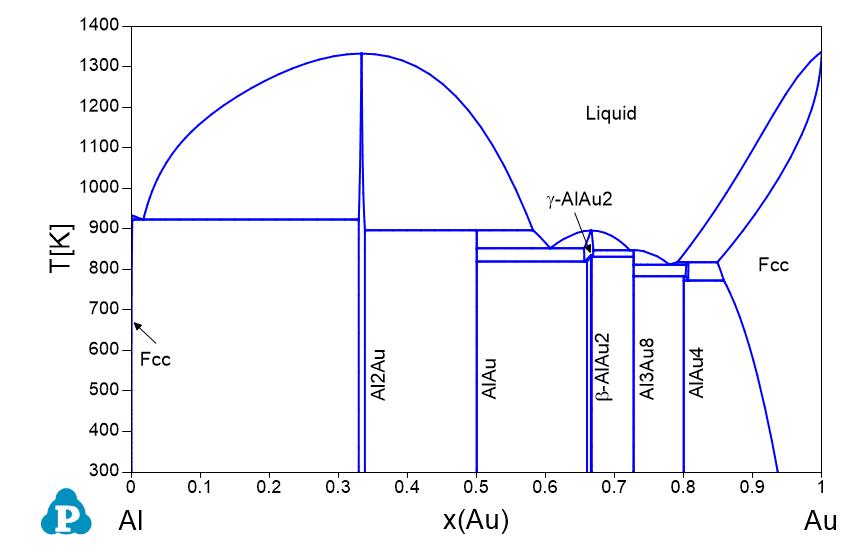 1400
1300
1200
1100
1000
900
800
700
600
500
400
300
T[K]
Liquid
γ-AlAu2
Fcc
Fcc
Al2Au
AlAu
β-AlAu2
Al3Au8
AlAu4
0 0.1 0.2 0.3 0.4 0.5 0.6 0.7 0.8 0.9 1
P
Al x(Au) Au